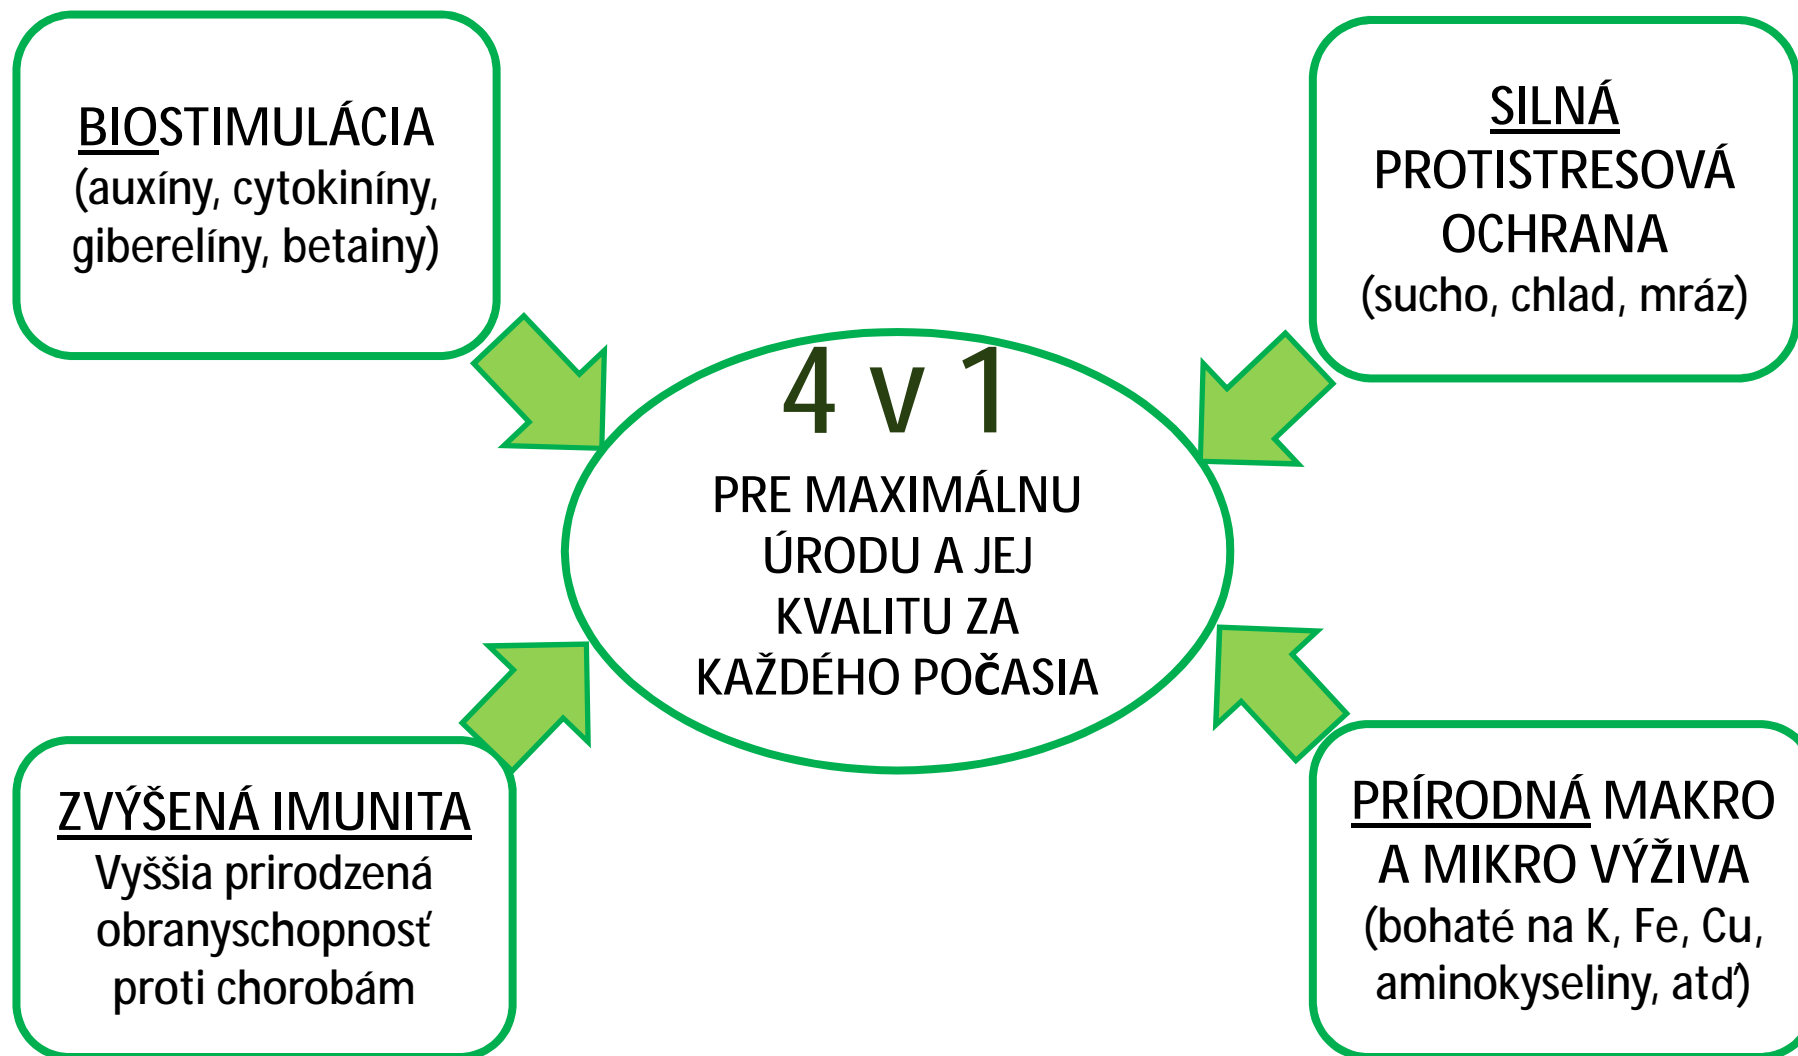 BIOSTIMULÁCIA
(auxíny, cytokiníny,
giberelíny, betainy)
SILNÁ
PROTISTRESOVÁ
OCHRANA
(sucho, chlad, mráz)
4 v 1
PRE MAXIMÁLNU
ÚRODU A JEJ
KVALITU ZA
KAŽDÉHO POČASIA
ZVÝŠENÁ IMUNITA
Vyššia prirodzená
obranyschopnosť
proti chorobám
PRÍRODNÁ MAKRO
A MIKRO VÝŽIVA
(bohaté na K, Fe, Cu,
aminokyseliny, atď)